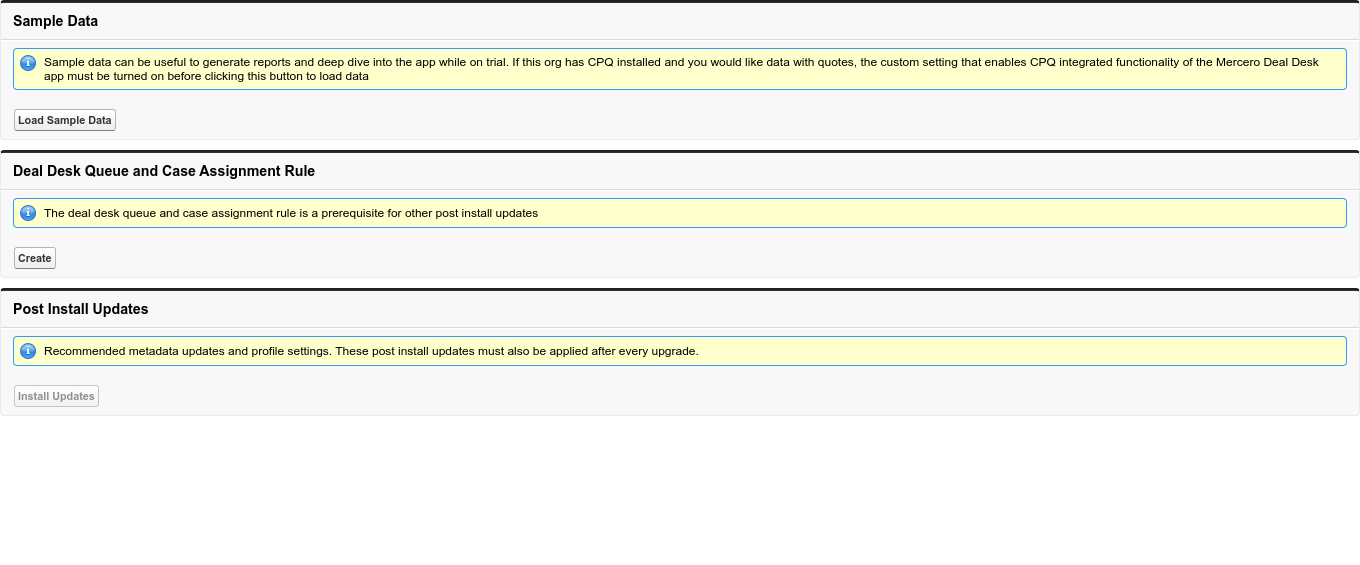 Sample Data
Sample data can be useful to generate reports and deep dive into the app while on trial. If this org has CPQ installed and you would like data with quotes, the custom setting that enables CPQ integrated functionality of the Mercero Deal Desk
app must be turned on before clicking this button to load data
Load Sample Data
Deal Desk Queue and Case Assignment Rule
The deal desk queue and case assignment rule is a prerequisite for other post install updates
Create
Post Install Updates
Recommended metadata updates and profile settings. These post install updates must also be applied after every upgrade.
Install Updates